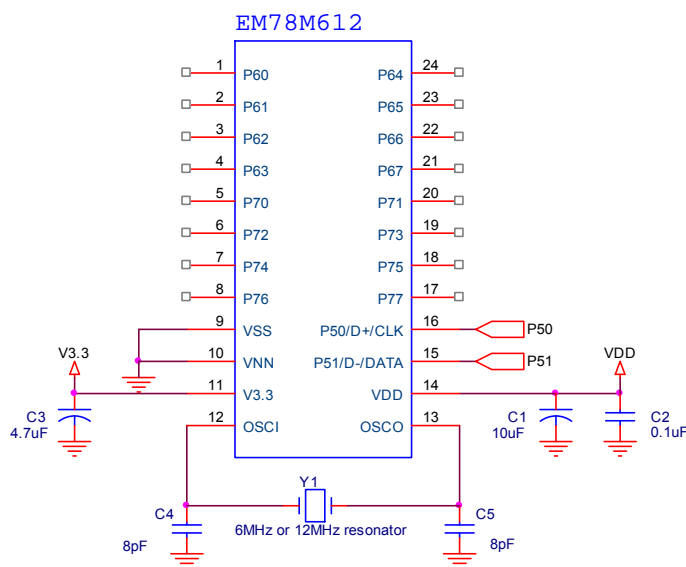 EM78M612
1 P60 P64 24
2 P61 P65 23
3 P62 P66 22
4 P63 P67 21
5 P70 P71 20
6 P72 P73 19
7 P74 P75 18
8 P76 P77 17
9 VSS P50/D+/CLK 16 P50
10 VNN P51/D-/DATA 15 P51
V3.3 VDD
11 V3.3 VDD 14
C3 C1 C2
4.7uF 10uF 0.1uF
12 OSCI OSCO 13
Y1
C4 C5
6MHz or 12MHz resonator
8pF 8pF